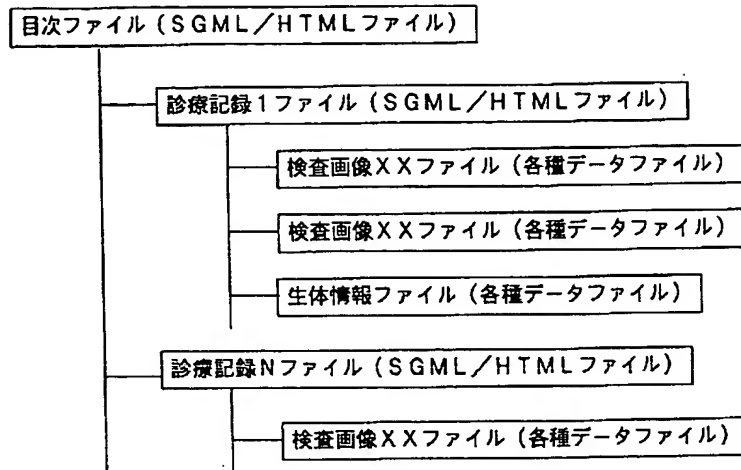 目次ファイル(SGML/HTMLファイル)
診療記録1ファイル(SGML/HTMLファイル)
検査画像XXファイル(各種データファイル)
検査画像XXファイル(各種データファイル)
生体情報ファイル(各種データファイル)
診療記録Nファイル(SGML/HTMLファイル)
検査画像XXファイル(各種データファイル)